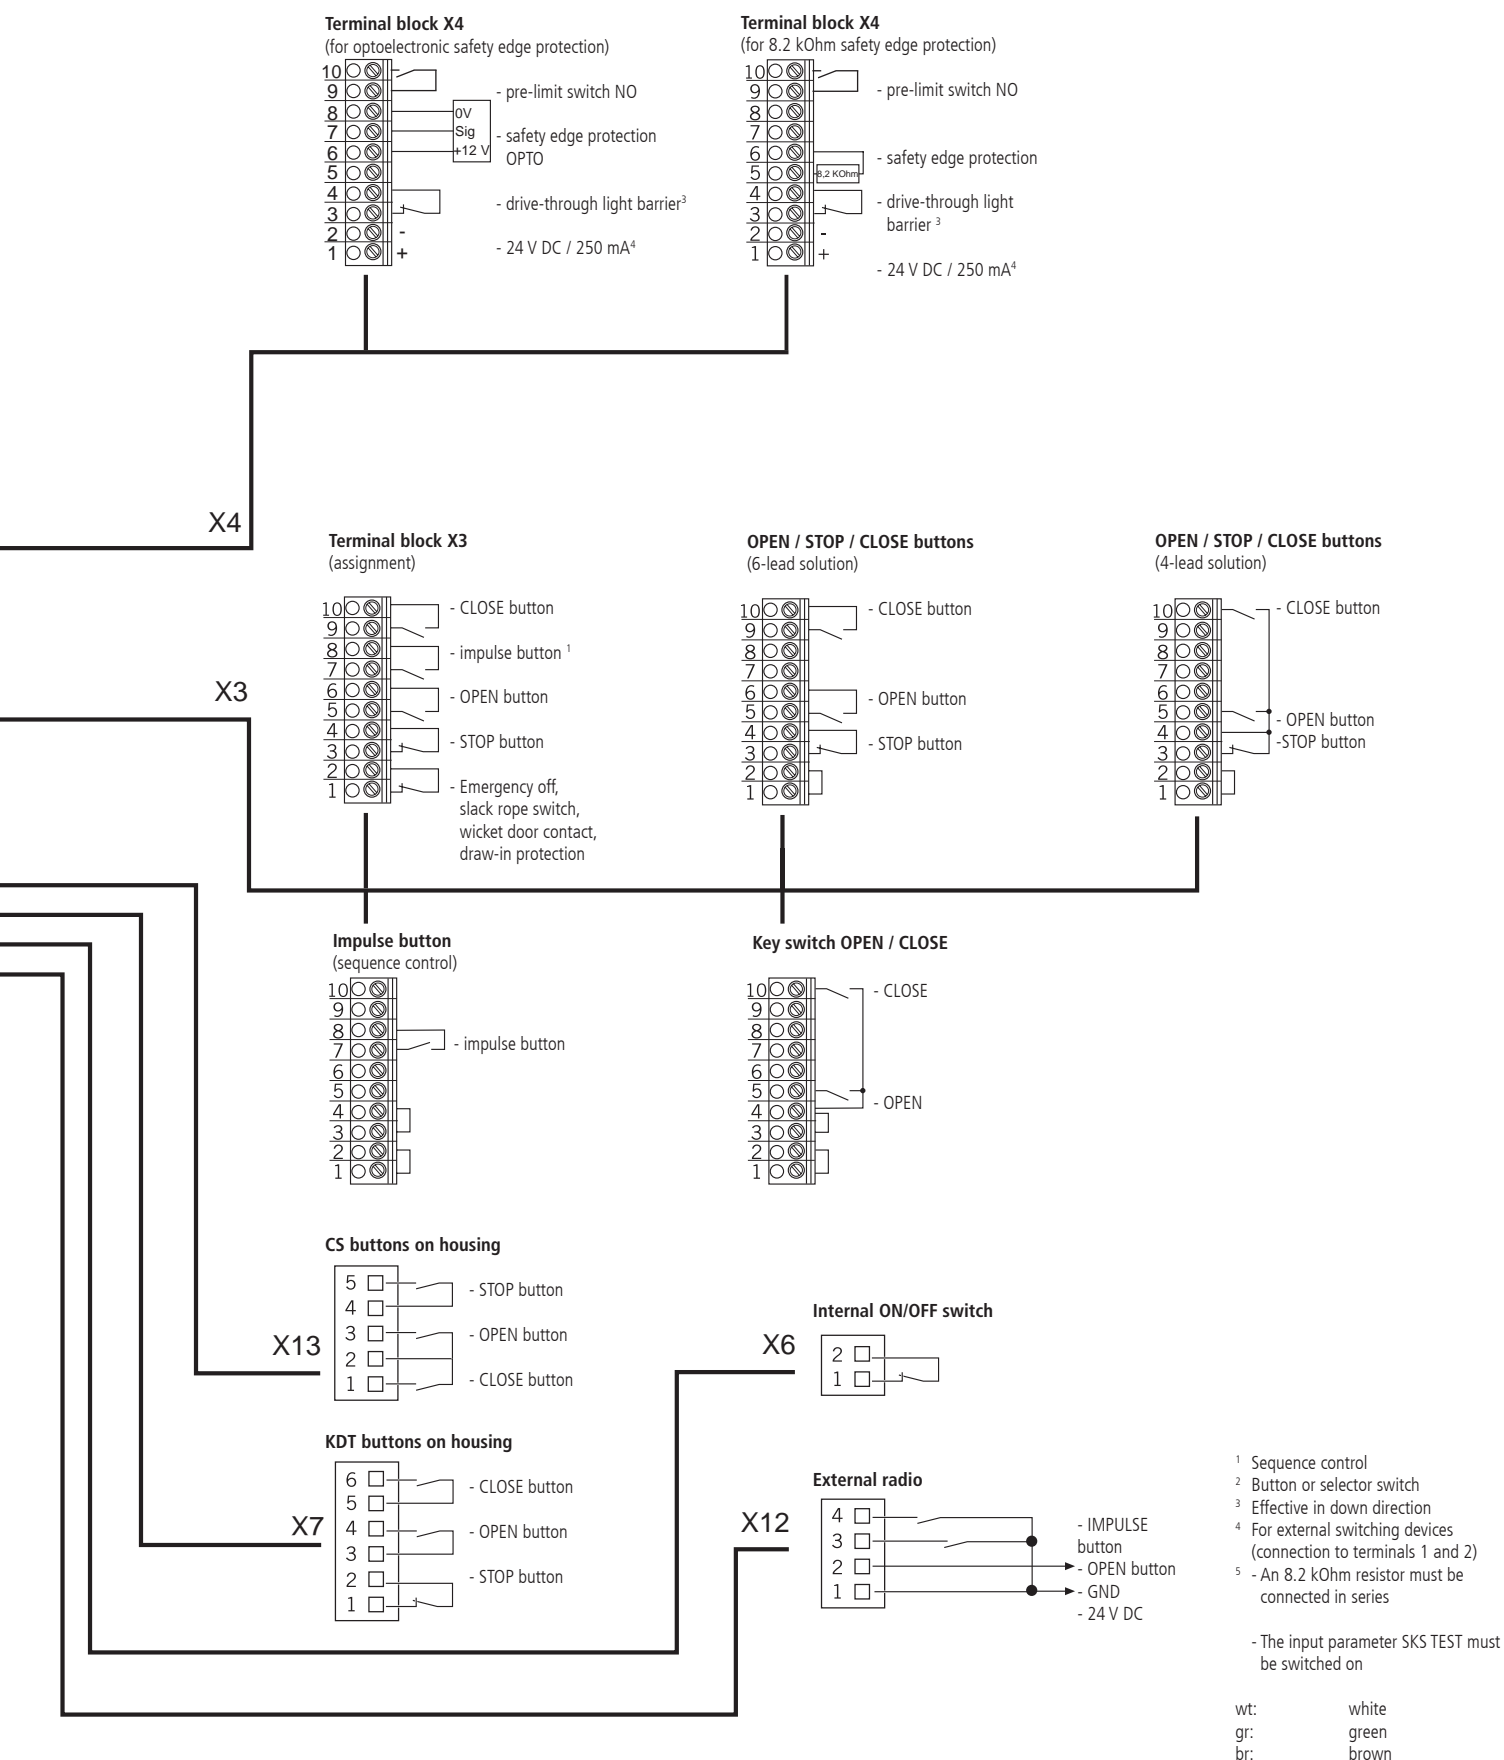 Terminal block X4
(for optoelectronic safety edge protection)
10
9
8
7
6
5
4
3
2
1
0V
Sig
+12 V
-
+
- pre-limit switch NO
- safety edge protection
OPTO
- drive-through light barrier³
- 24 V DC / 250 mA⁴
Terminal block X4
(for 8.2 kOhm safety edge protection)
10
9
8
7
6
5
4
3
2
1
8,2 KOhm
-
+
- pre-limit switch NO
- safety edge protection
- drive-through light
barrier ³
- 24 V DC / 250 mA⁴
X4
Terminal block X3
(assignment)
10
9
8
7
6
5
4
3
2
1
- CLOSE button
- impulse button ¹
- OPEN button
- STOP button
- Emergency off,
slack rope switch,
wicket door contact,
draw-in protection
OPEN / STOP / CLOSE buttons
(6-lead solution)
10
9
8
7
6
5
4
3
2
1
- CLOSE button
- OPEN button
- STOP button
OPEN / STOP / CLOSE buttons
(4-lead solution)
10
9
8
7
6
5
4
3
2
1
- CLOSE button
- OPEN button
-STOP button
X3
Impulse button
(sequence control)
10
9
8
7
6
5
4
3
2
1
- impulse button
Key switch OPEN / CLOSE
10
9
8
7
6
5
4
3
2
1
- CLOSE
- OPEN
CS buttons on housing
5
4
3
2
1
- STOP button
- OPEN button
- CLOSE button
X13
Internal ON/OFF switch
X6
2
1
KDT buttons on housing
6
5
4
3
2
1
- CLOSE button
- OPEN button
- STOP button
X7
External radio
X12
4
3
2
1
- IMPULSE
button
- OPEN button
- GND
- 24 V DC
¹ Sequence control
² Button or selector switch
³ Effective in down direction
⁴ For external switching devices
(connection to terminals 1 and 2)
⁵ - An 8.2 kOhm resistor must be
connected in series
- The input parameter SKS TEST must
be switched on
wt: white
gr: green
br: brown